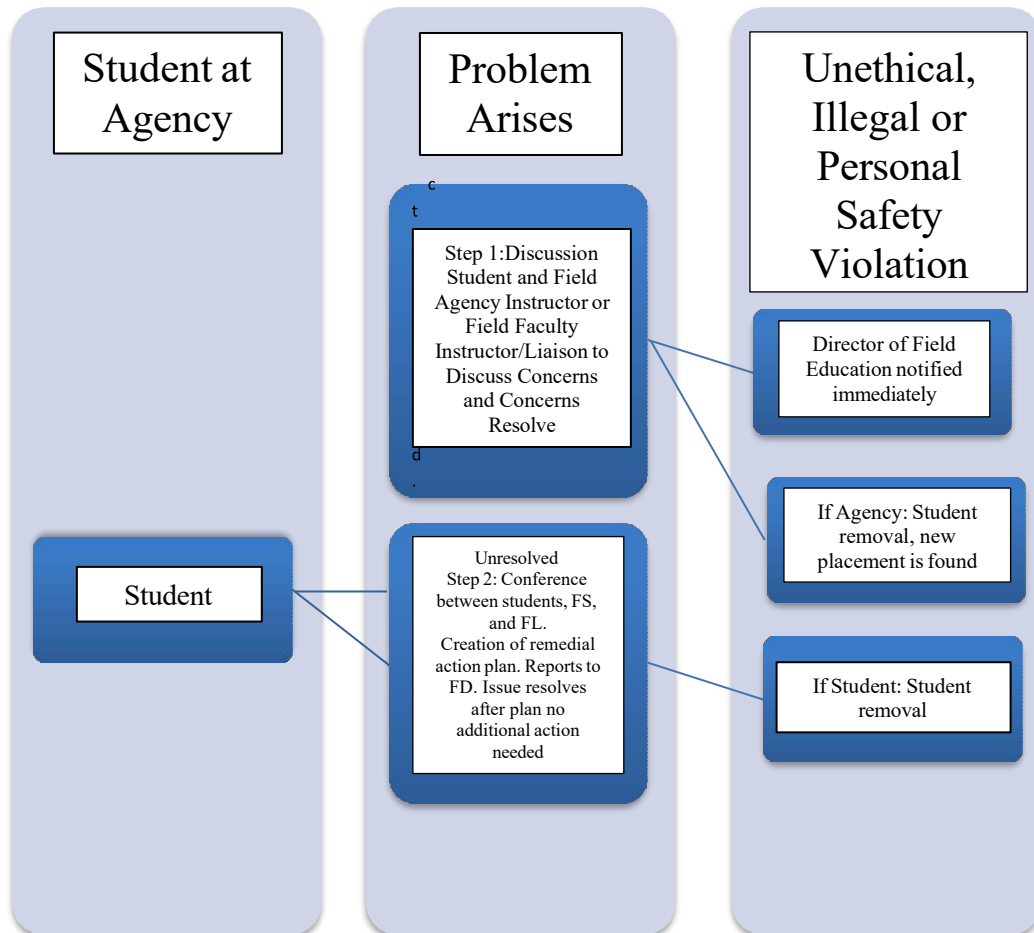 Student at
Agency
Problem
Arises
Unethical,
Illegal or
Personal
Safety
Violation
c
t
Step 1:Discussion
Student and Field
Agency Instructor or
Field Faculty
Instructor/Liaison to
Discuss Concerns
and Concerns
Resolve
d
.
Director of Field
Education notified
immediately
If Agency: Student
removal, new
placement is found
Student
Unresolved
Step 2: Conference
between students, FS,
and FL.
Creation of remedial
action plan. Reports to
FD. Issue resolves
after plan no
additional action
needed
If Student: Student
removal